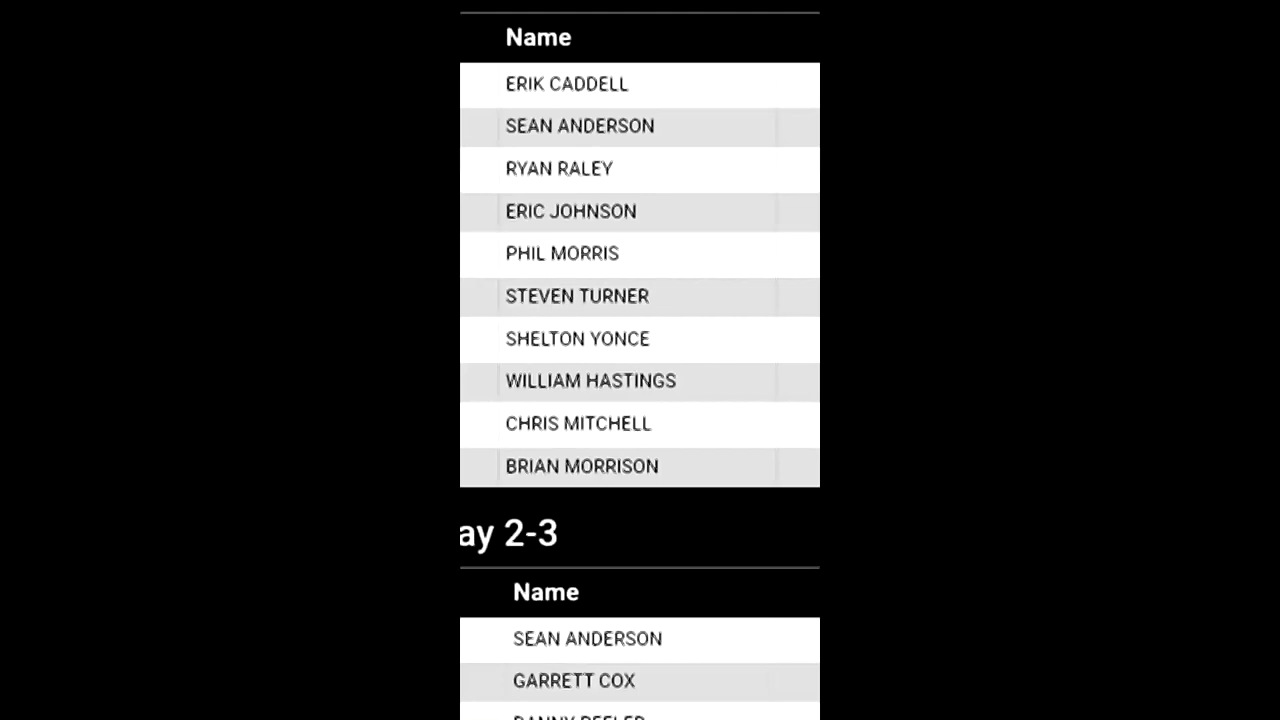 Name
ERIK CADDELL
SEAN ANDERSON
RYAN RALEY
ERIC JOHNSON
PHIL MORRIS
STEVEN TURNER
SHELTON YONCE
WILLIAM HASTINGS
CHRIS MITCHELL
BRIAN MORRISON
ay 2-3
Name
SEAN ANDERSON
GARRETT COX